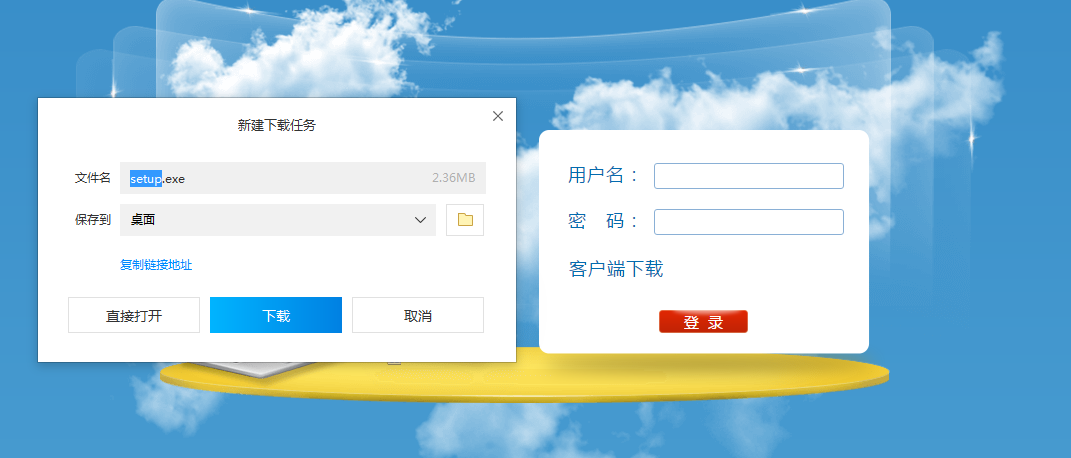 新建下载任务
文件名 setup.exe 2.36MB
保存到 桌面
复制链接地址
直接打开 下载 取消
用户名：
密 码：
客户端下载
登 录